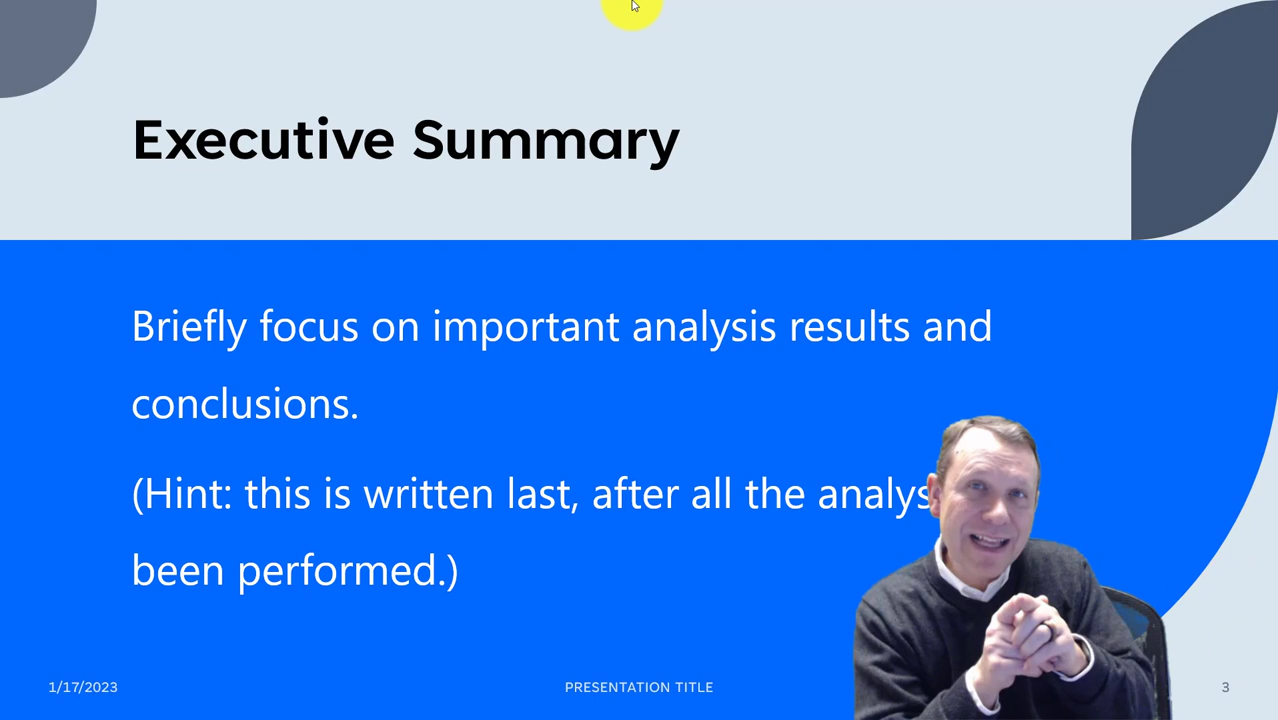 Executive Summary
Briefly focus on important analysis results and
conclusions.
(Hint: this is written last, after all the
been performed.)
1/17/2023
PRESENTATION TITLE
3